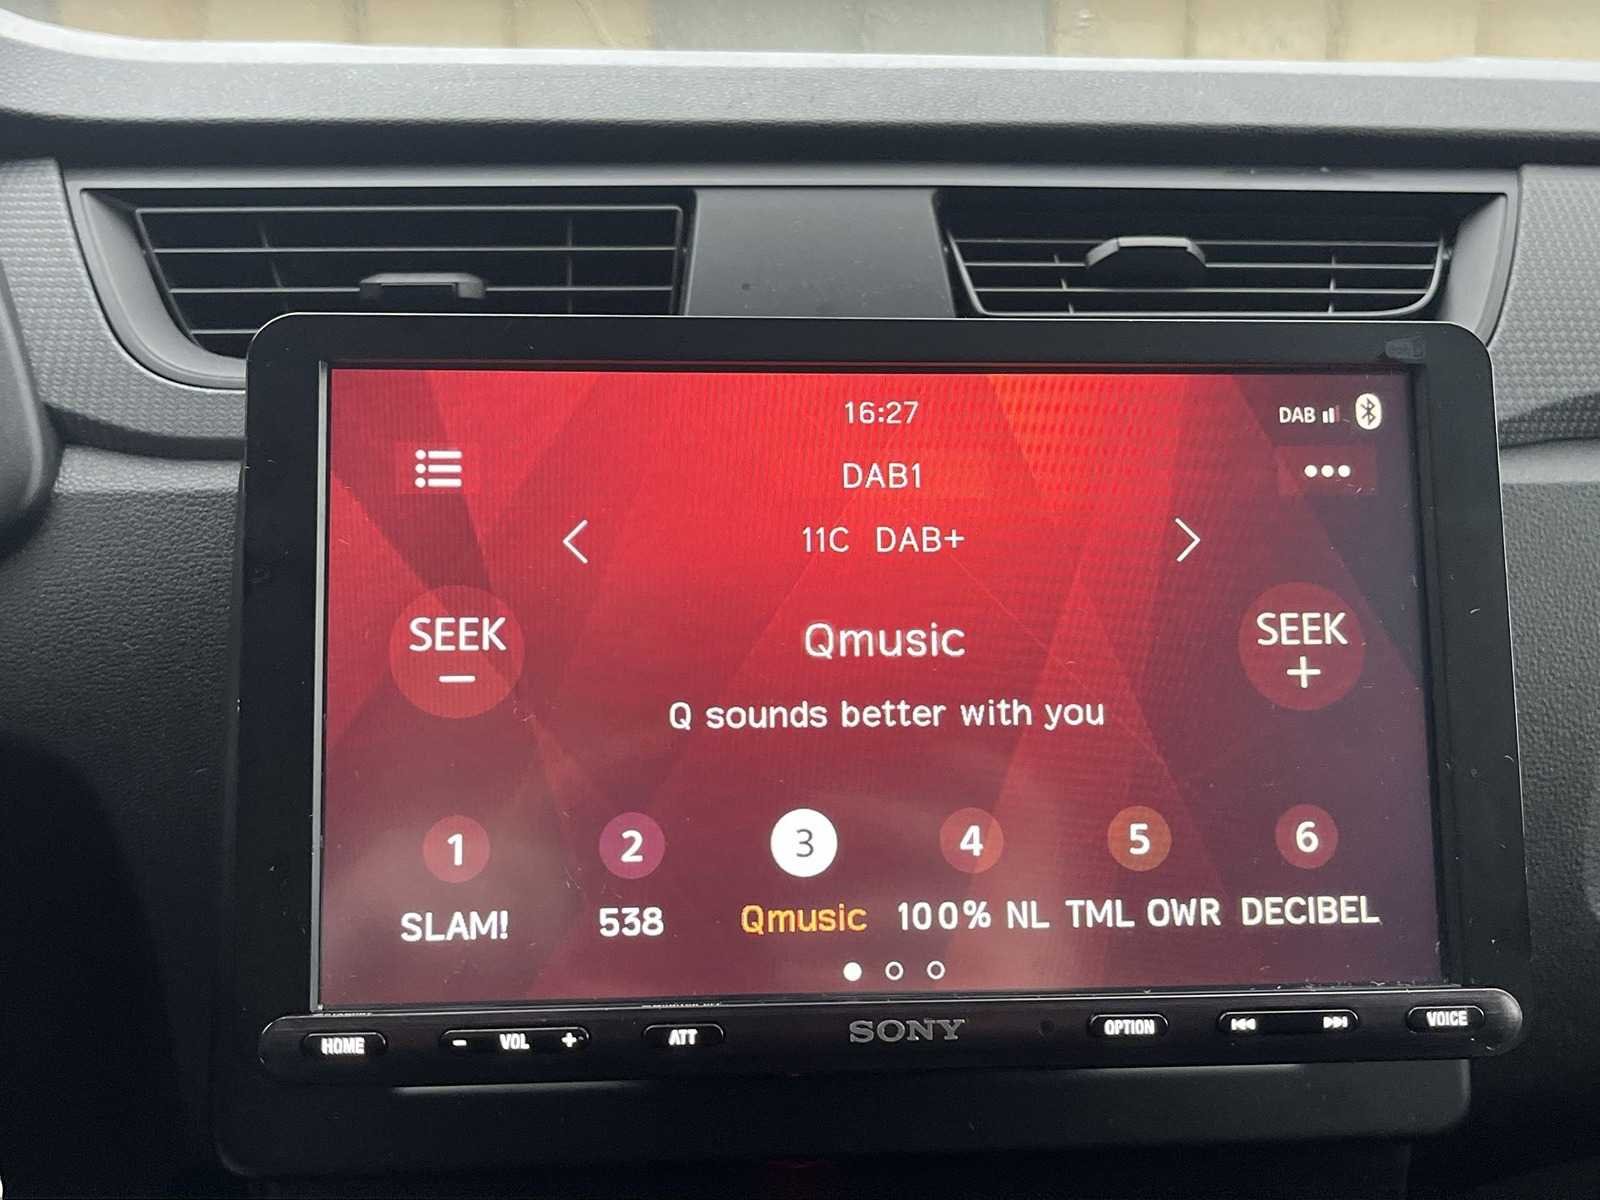 16:27
DAB
DAB1
11C DAB+
SEEK
−
SEEK
+
Qmusic
Q sounds better with you
1 2 3 4 5 6
SLAM! 538 Qmusic 100% NL TML OWR DECIBEL
HOME - VOL + ATT SONY OPTION VOICE